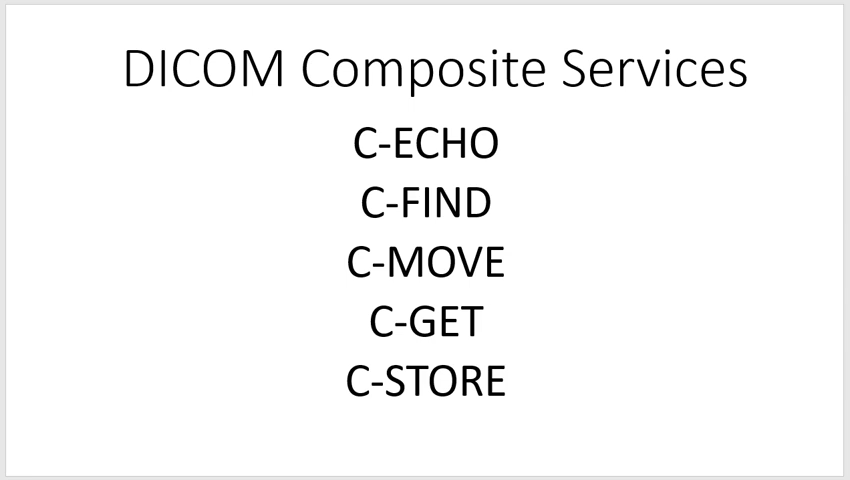 DICOM Composite Services
C-ECHO
C-FIND
C-MOVE
C-GET
C-STORE